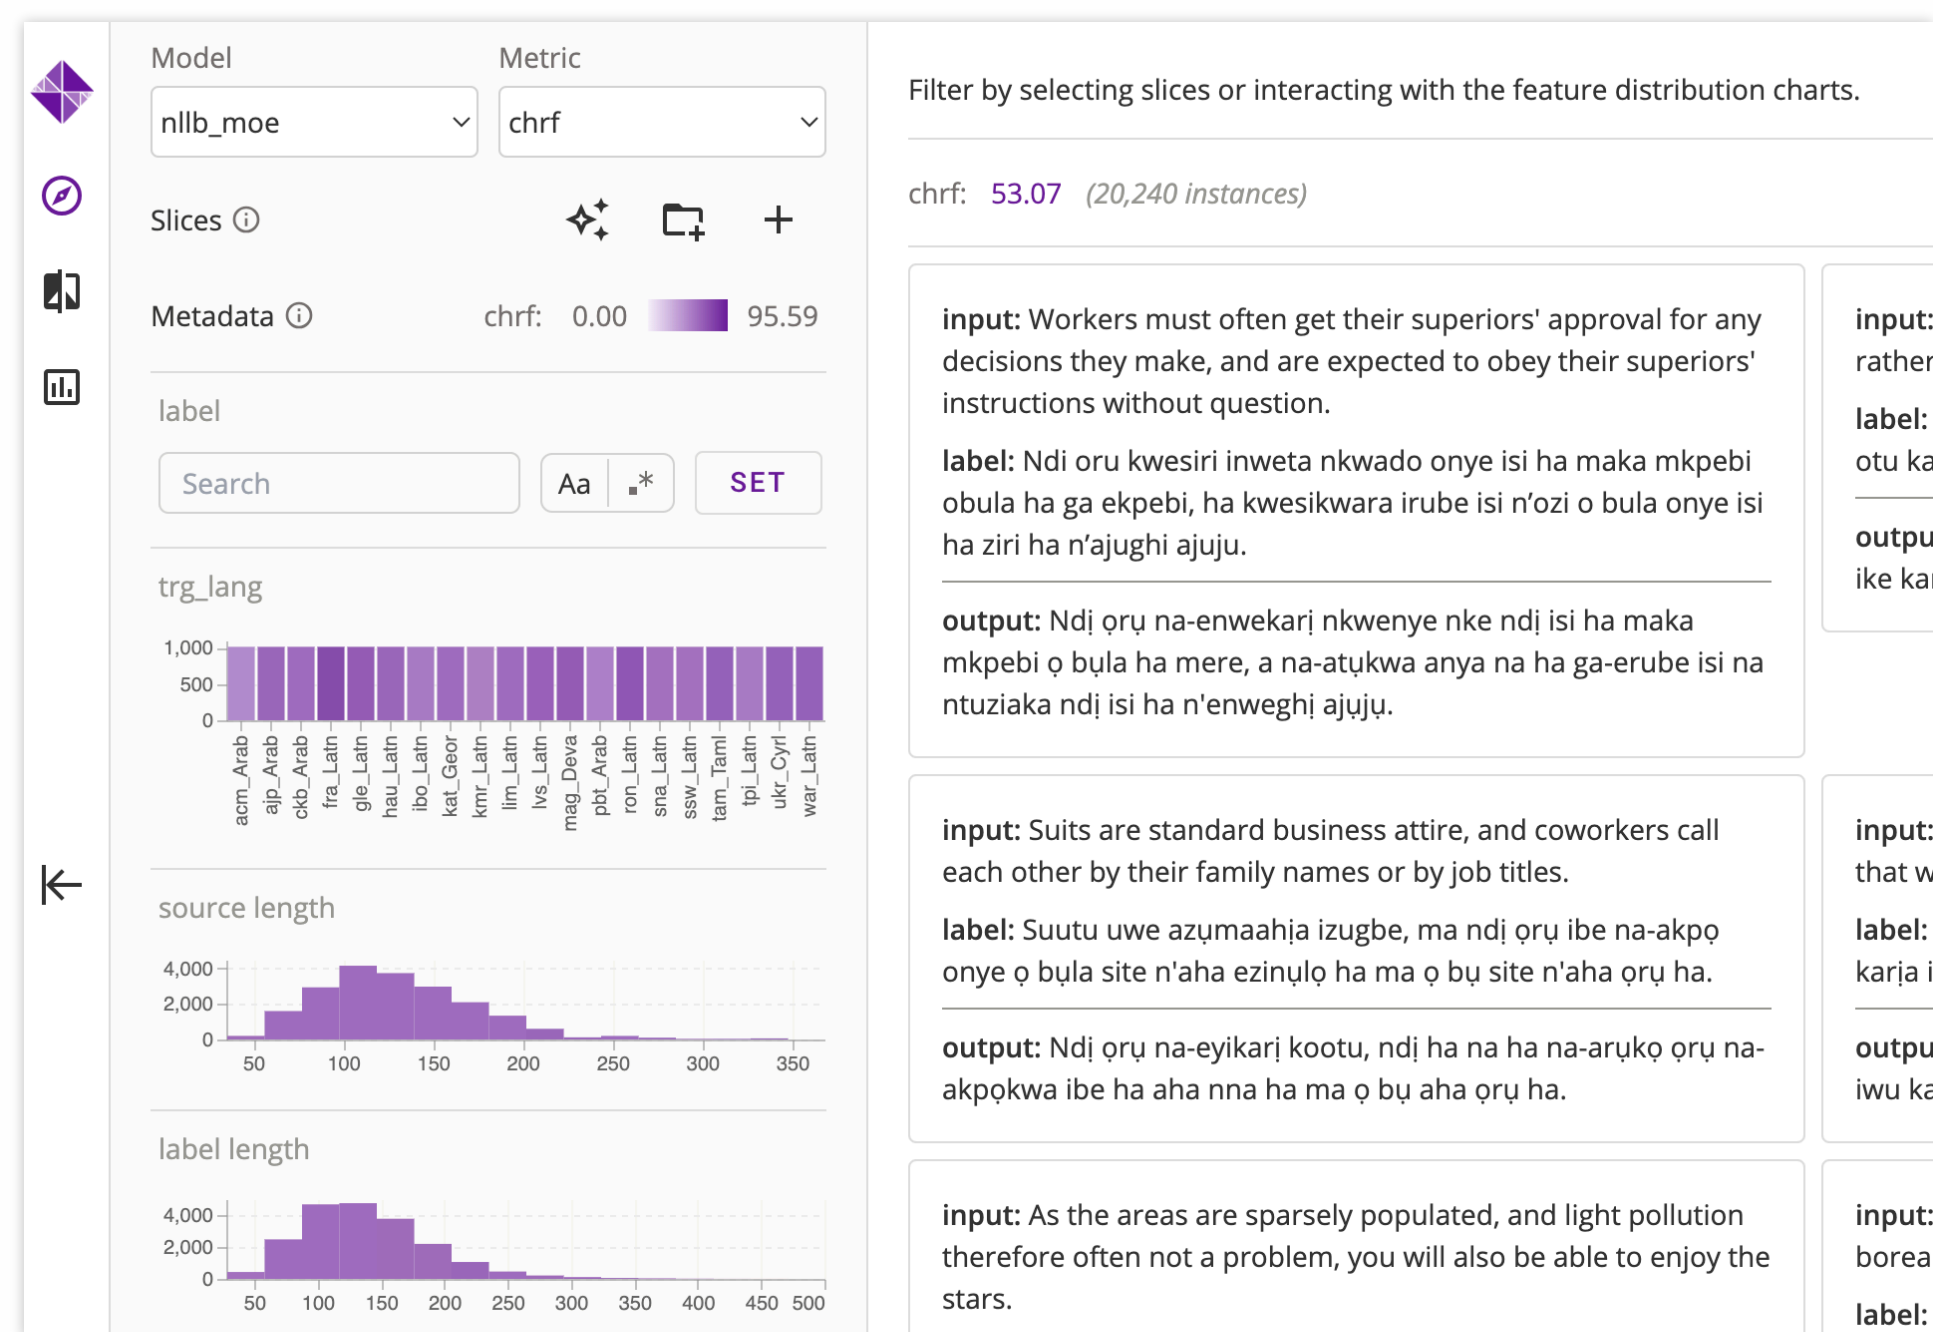 Model
Metric
nllb_moe
chrf
Slices
Metadata
chrf: 0.00 95.59
label
Search
Aa
.*
SET
trg_lang
1,000
500
0
acm_Arab
ajp_Arab
ckb_Arab
fra_Latn
gle_Latn
hau_Latn
ibo_Latn
kat_Geor
kmr_Latn
lim_Latn
lvs_Latn
mag_Deva
pbt_Arab
ron_Latn
sna_Latn
ssw_Latn
tam_Taml
tpi_Latn
ukr_Cyrl
war_Latn
source length
4,000
2,000
0
50 100 150 200 250 300 350
label length
4,000
2,000
0
50 100 150 200 250 300 350 400 450 500
Filter by selecting slices or interacting with the feature distribution charts.
chrf: 53.07 (20,240 instances)
input: Workers must often get their superiors' approval for any
decisions they make, and are expected to obey their superiors'
instructions without question.
label: Ndi oru kwesiri inweta nkwado onye isi ha maka mkpebi
obula ha ga ekpebi, ha kwesikwara irube isi n’ozi o bula onye isi
ha ziri ha n’ajughi ajuju.
output: Ndị ọrụ na-enwekarị nkwenye nke ndị isi ha maka
mkpebi ọ bụla ha mere, a na-atụkwa anya na ha ga-erube isi na
ntuziaka ndị isi ha n'enweghị ajụjụ.
input:
rather
label:
otu ka
outpu
ike kar
input: Suits are standard business attire, and coworkers call
each other by their family names or by job titles.
label: Suutu uwe azụmaahịa izugbe, ma ndị ọrụ ibe na-akpọ
onye ọ bụla site n'aha ezinụlọ ha ma ọ bụ site n'aha ọrụ ha.
output: Ndị ọrụ na-eyikarị kootu, ndị ha na ha na-arụkọ ọrụ na-
akpọkwa ibe ha aha nna ha ma ọ bụ aha ọrụ ha.
input:
that w
label:
karịa i
outpu
iwu ka
input: As the areas are sparsely populated, and light pollution
therefore often not a problem, you will also be able to enjoy the
stars.
input:
borea
label: